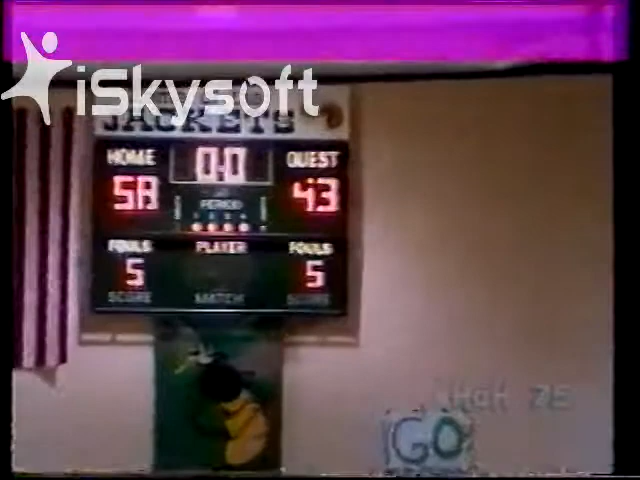 iSkysoft
JACKETS
HOME 0:0 GUEST
58 PERIOD 43
FOULS PLAYER FOULS
5 5
SCORE MATCH SCORE
GO